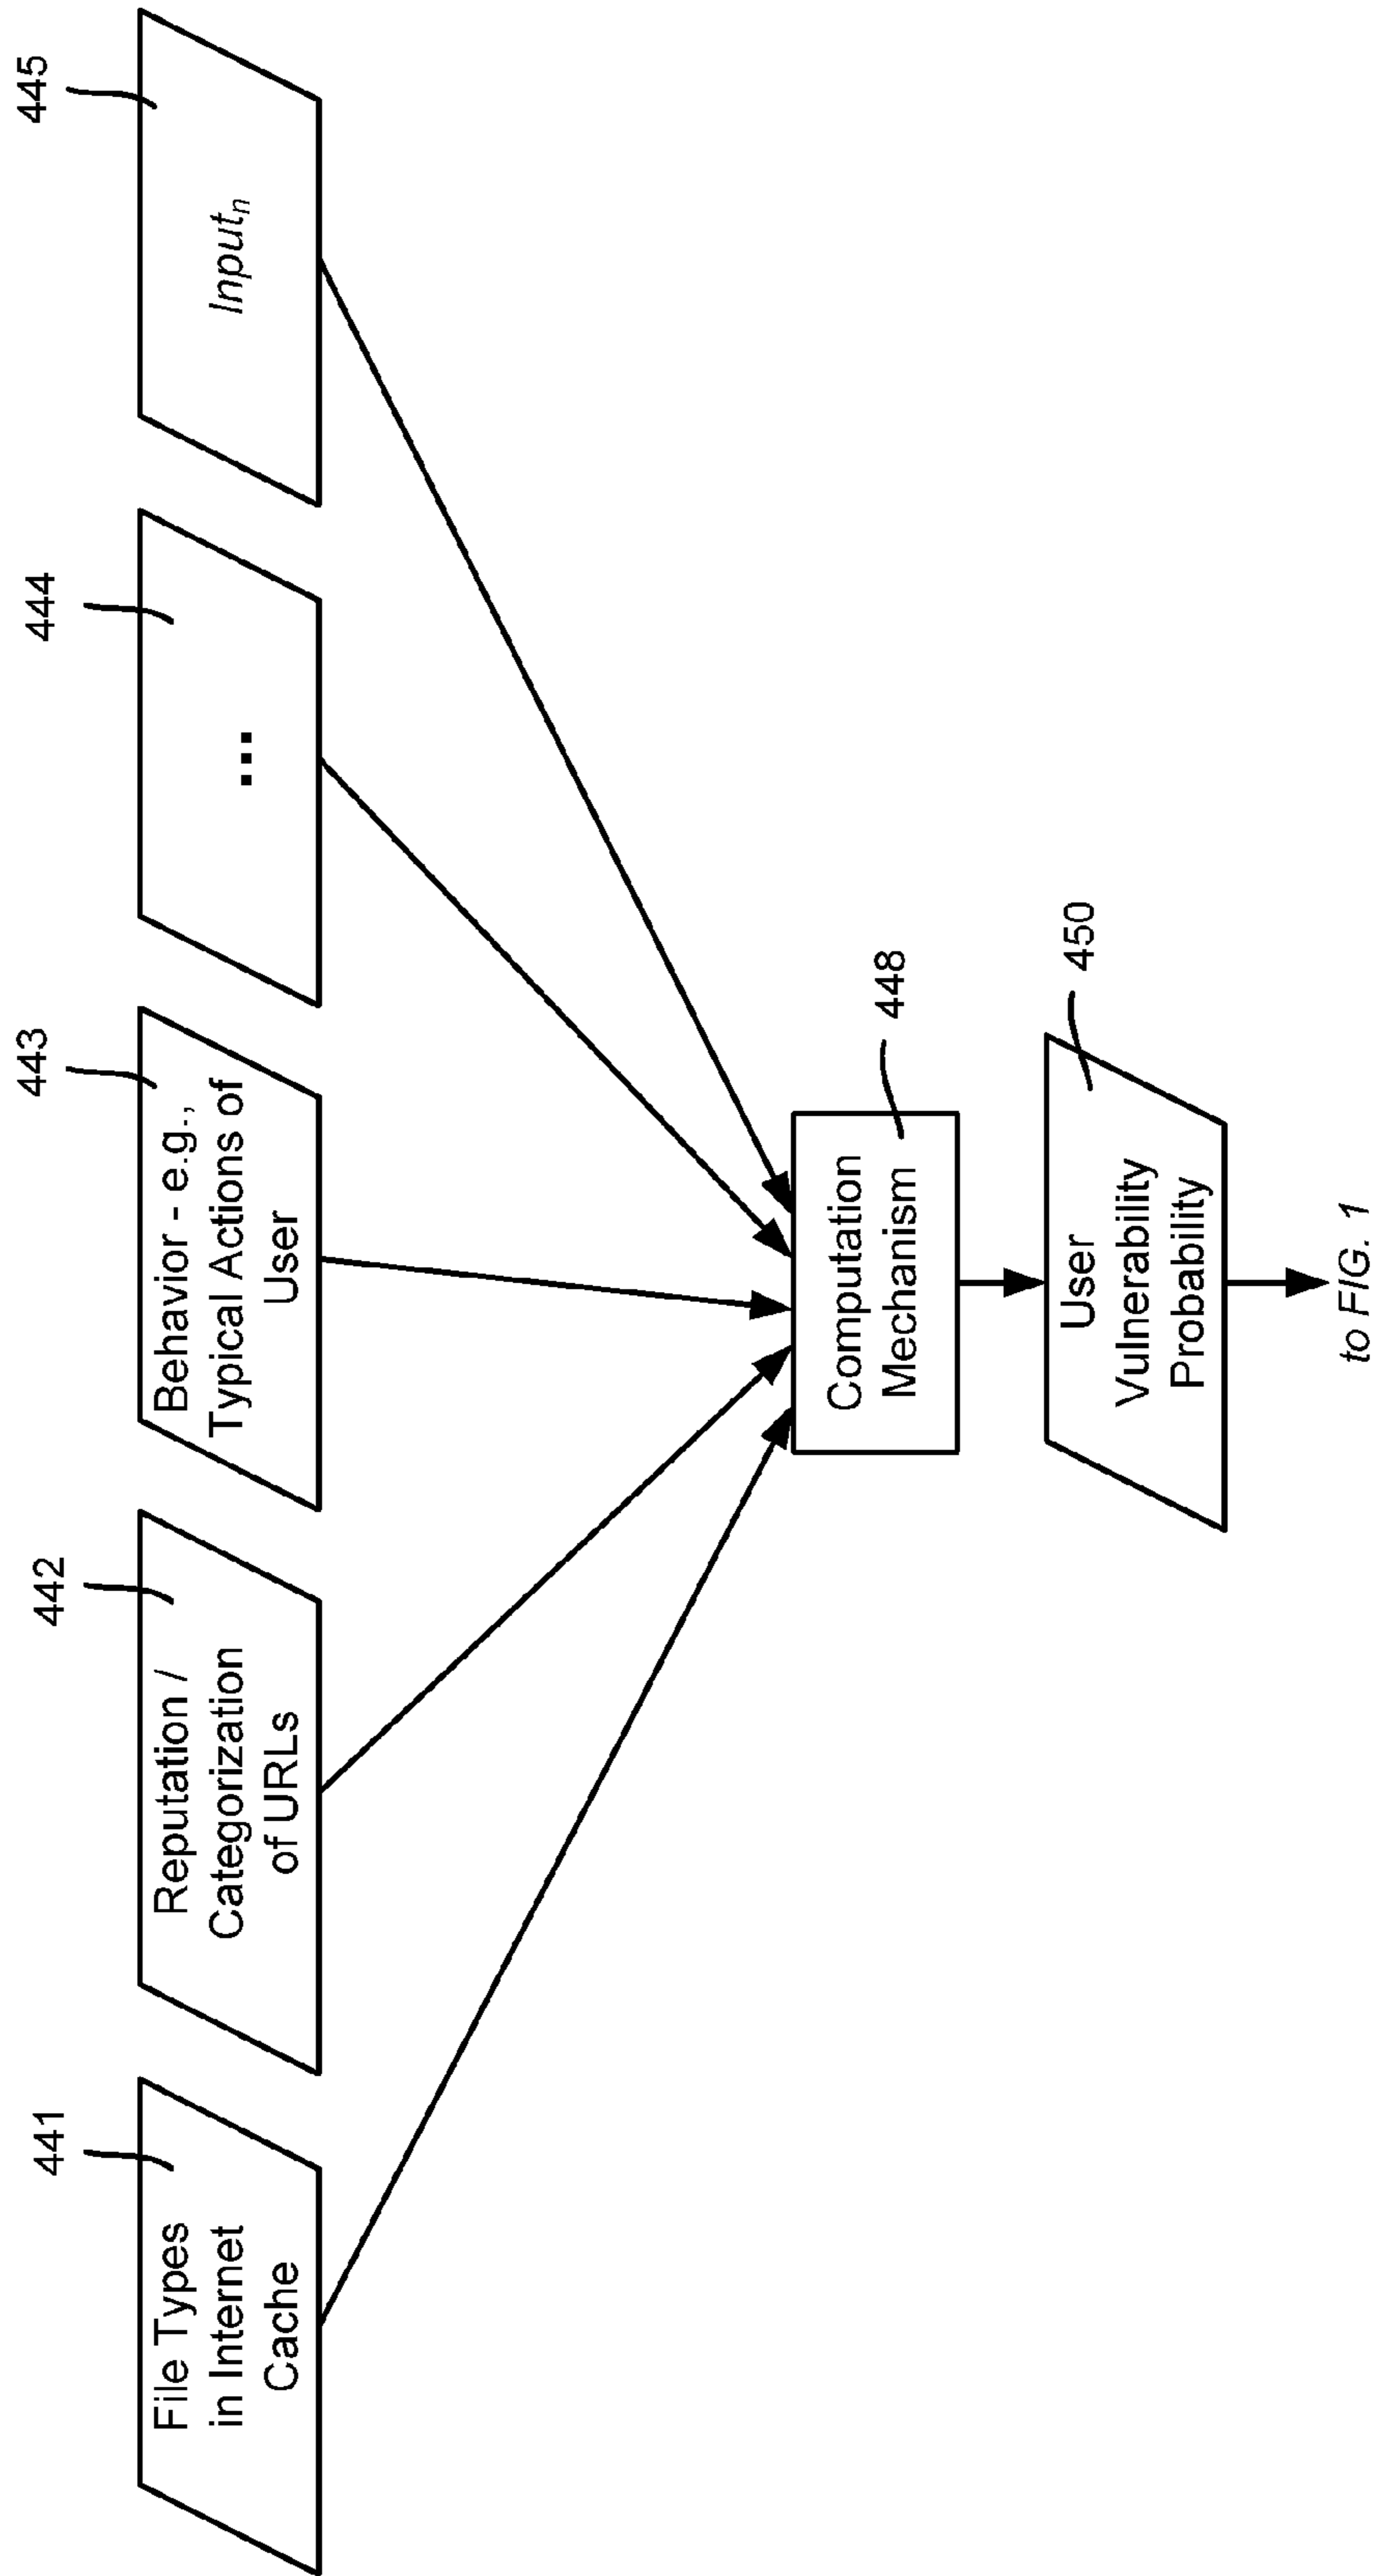 441
442
443
444
445
File Types
in Internet
Cache
Reputation /
Categorization
of URLs
Behavior - e.g.,
Typical Actions of
User
...
Inputn
Computation
Mechanism
448
User
Vulnerability
Probability
450
to FIG. 1